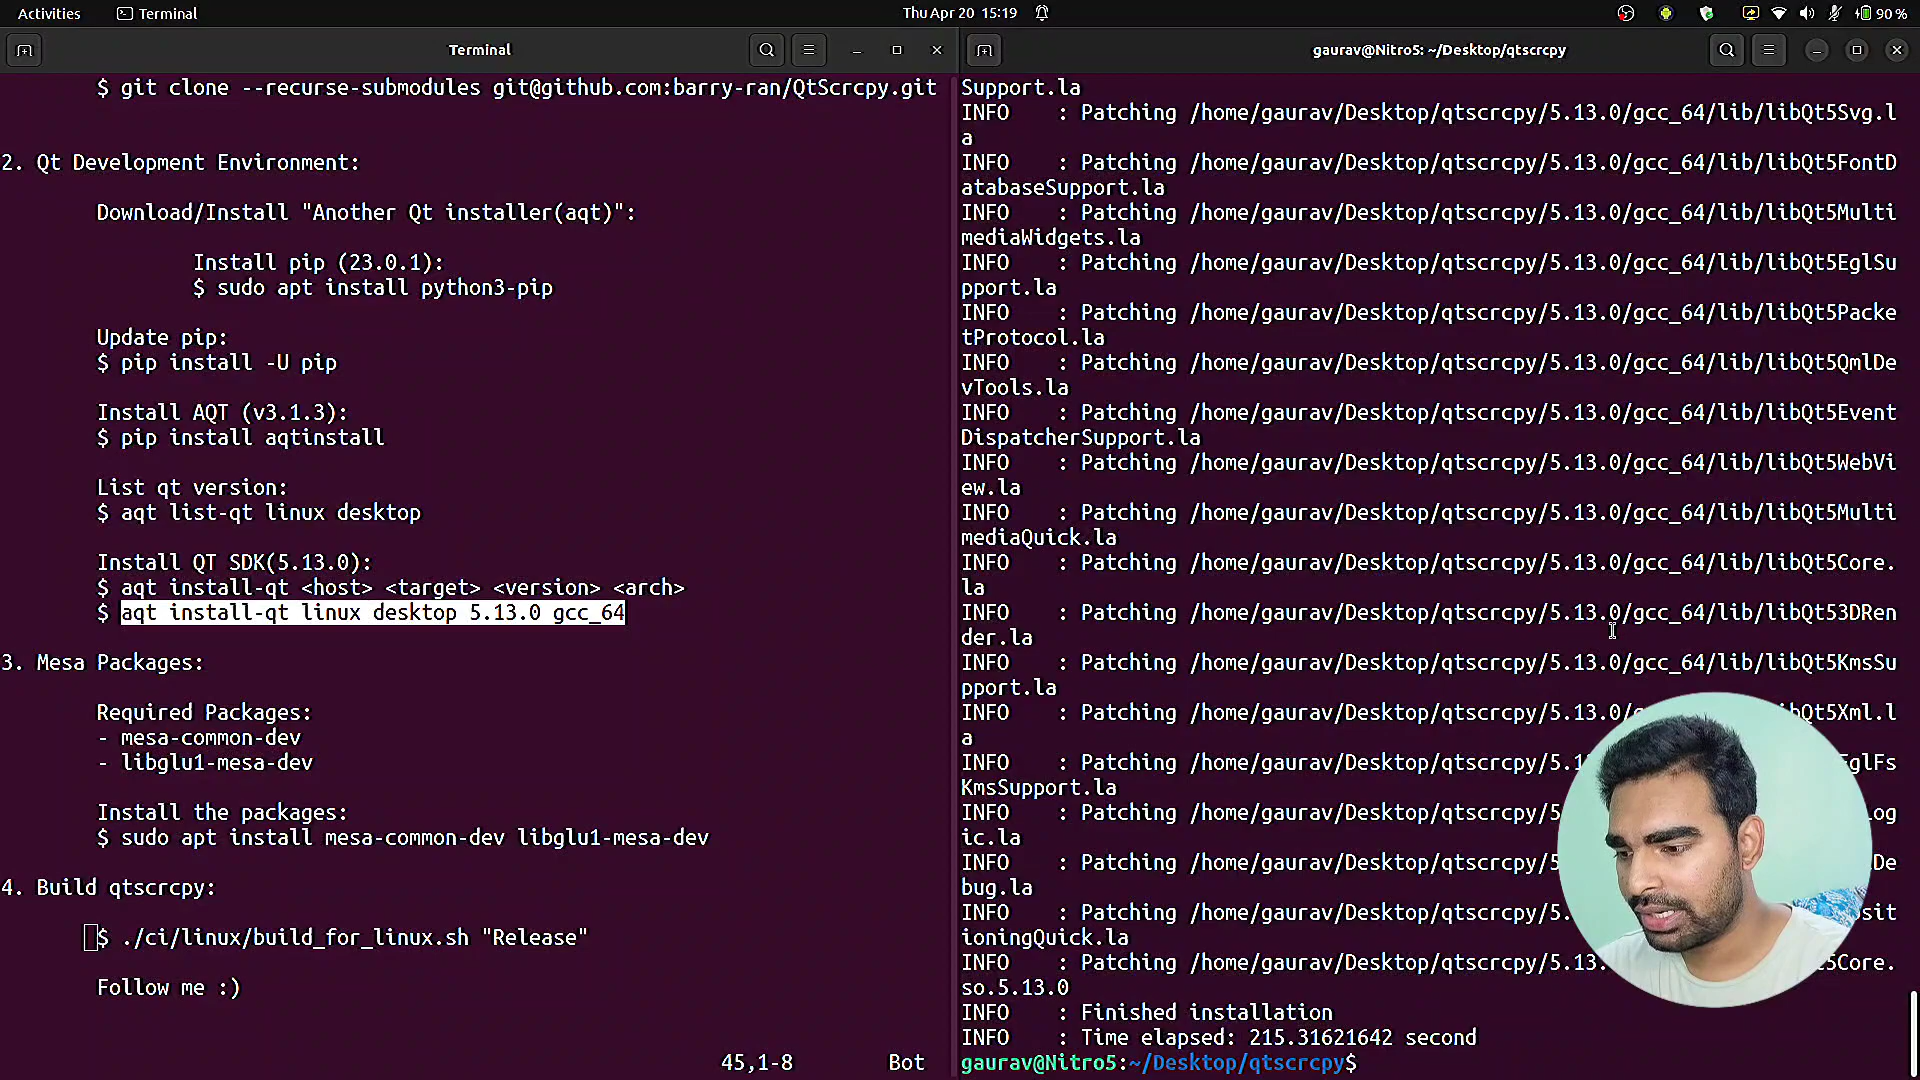 Activities
Terminal
Thu Apr 20 15:19
90 %
Terminal
gaurav@Nitro5: ~/Desktop/qtscrcpy
$ git clone --recurse-submodules git@github.com:barry-ran/QtScrcpy.git
2. Qt Development Environment:
Download/Install "Another Qt installer(aqt)":
Install pip (23.0.1):
$ sudo apt install python3-pip
Update pip:
$ pip install -U pip
Install AQT (v3.1.3):
$ pip install aqtinstall
List qt version:
$ aqt list-qt linux desktop
Install QT SDK(5.13.0):
$ aqt install-qt <host> <target> <version> <arch>
$ aqt install-qt linux desktop 5.13.0 gcc_64
3. Mesa Packages:
Required Packages:
- mesa-common-dev
- libglu1-mesa-dev
Install the packages:
$ sudo apt install mesa-common-dev libglu1-mesa-dev
4. Build qtscrcpy:
$ ./ci/linux/build_for_linux.sh "Release"
Follow me :)
45,1-8 Bot
Support.la
INFO : Patching /home/gaurav/Desktop/qtscrcpy/5.13.0/gcc_64/lib/libQt5Svg.l
a
INFO : Patching /home/gaurav/Desktop/qtscrcpy/5.13.0/gcc_64/lib/libQt5FontD
atabaseSupport.la
INFO : Patching /home/gaurav/Desktop/qtscrcpy/5.13.0/gcc_64/lib/libQt5Multi
mediaWidgets.la
INFO : Patching /home/gaurav/Desktop/qtscrcpy/5.13.0/gcc_64/lib/libQt5EglSu
pport.la
INFO : Patching /home/gaurav/Desktop/qtscrcpy/5.13.0/gcc_64/lib/libQt5Packe
tProtocol.la
INFO : Patching /home/gaurav/Desktop/qtscrcpy/5.13.0/gcc_64/lib/libQt5QmlDe
vTools.la
INFO : Patching /home/gaurav/Desktop/qtscrcpy/5.13.0/gcc_64/lib/libQt5Event
DispatcherSupport.la
INFO : Patching /home/gaurav/Desktop/qtscrcpy/5.13.0/gcc_64/lib/libQt5WebVi
ew.la
INFO : Patching /home/gaurav/Desktop/qtscrcpy/5.13.0/gcc_64/lib/libQt5Multi
mediaQuick.la
INFO : Patching /home/gaurav/Desktop/qtscrcpy/5.13.0/gcc_64/lib/libQt5Core.
la
INFO : Patching /home/gaurav/Desktop/qtscrcpy/5.13.0/gcc_64/lib/libQt53DRen
der.la
INFO : Patching /home/gaurav/Desktop/qtscrcpy/5.13.0/gcc_64/lib/libQt5KmsSu
pport.la
INFO : Patching /home/gaurav/Desktop/qtscrcpy/5.13.0/ ibQt5Xml.l
a
INFO : Patching /home/gaurav/Desktop/qtscrcpy/5.1 glFs
KmsSupport.la
INFO : Patching /home/gaurav/Desktop/qtscrcpy/5. og
ic.la
INFO : Patching /home/gaurav/Desktop/qtscrcpy/5. De
bug.la
INFO : Patching /home/gaurav/Desktop/qtscrcpy/5. sit
ioningQuick.la
INFO : Patching /home/gaurav/Desktop/qtscrcpy/5.13. t5Core.
so.5.13.0
INFO : Finished installation
INFO : Time elapsed: 215.31621642 second
gaurav@Nitro5:~/Desktop/qtscrcpy$